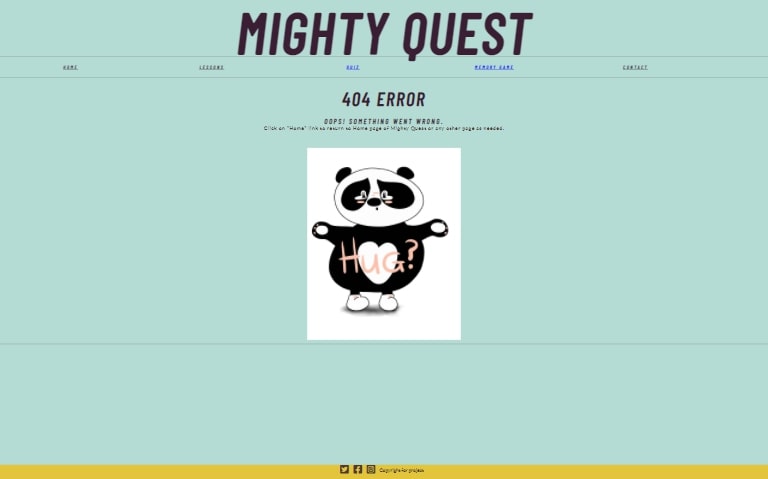 MIGHTY QUEST
HOME LESSONS QUIZ MEMORY GAME CONTACT
404 ERROR
OOPS! SOMETHING WENT WRONG.
Click on "Home" link to return to Home page of Mighty Quest or any other page as needed.
HUG?
Copyright for project